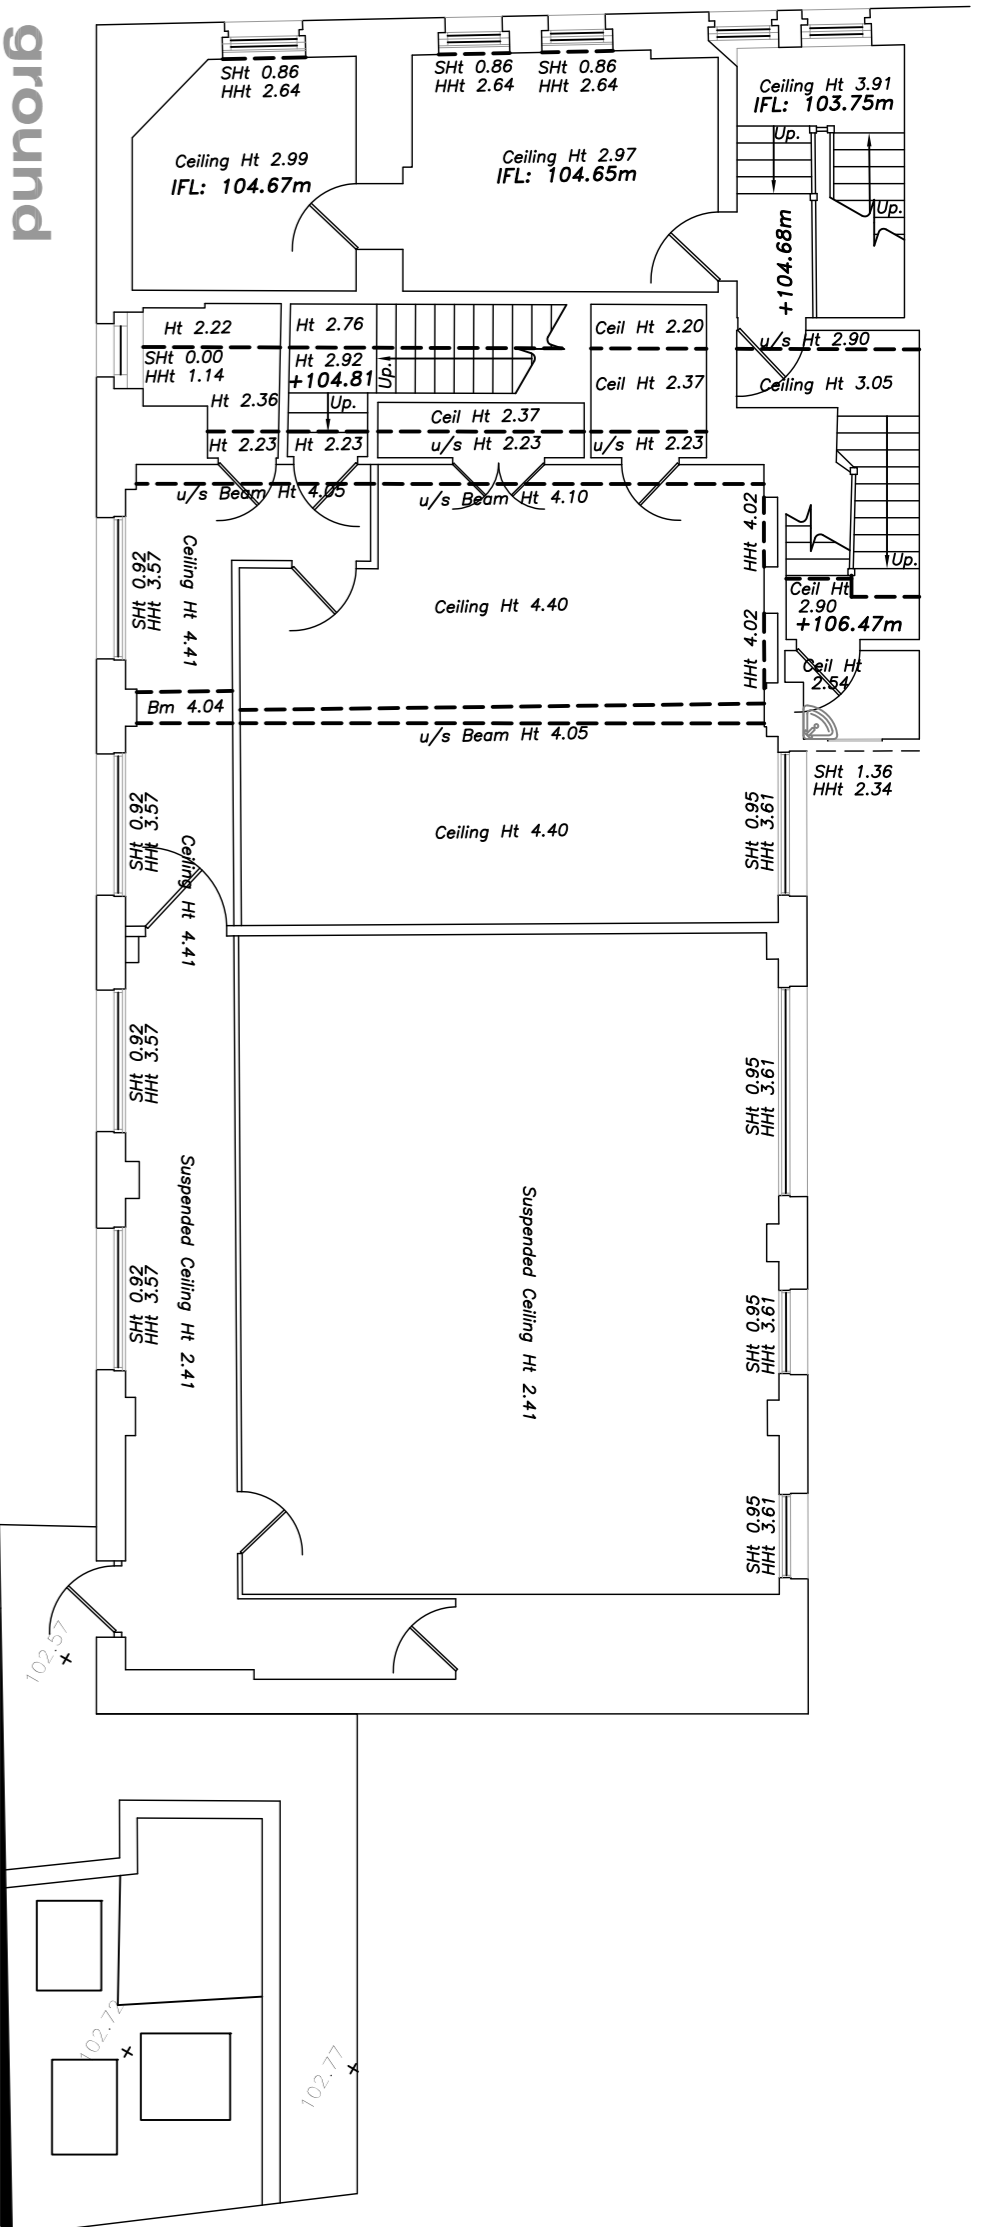 ground
SHt 0.86
HHt 2.64
SHt 0.86
HHt 2.64
SHt 0.86
HHt 2.64
Ceiling Ht 3.91
IFL: 103.75m
Up.
Up.
Ceiling Ht 2.99
IFL: 104.67m
Ceiling Ht 2.97
IFL: 104.65m
+104.68m
Ht 2.22
Ht 2.76
Ceil Ht 2.20
u/s Ht 2.90
SHt 0.00
HHt 1.14
Ht 2.92
+104.81
Up.
Up.
Ceil Ht 2.37
Ceiling Ht 3.05
Ht 2.36
Ceil Ht 2.37
Ht 2.23
Ht 2.23
u/s Ht 2.23
u/s Ht 2.23
u/s Beam Ht 4.05
u/s Beam Ht 4.10
HHt 4.02
SHt 0.92
HHt 3.57
Ceiling Ht 4.41
Up.
Ceiling Ht 4.40
HHt 4.02
Ceil Ht
2.90
+106.47m
Ceil Ht
2.54
Bm 4.04
u/s Beam Ht 4.05
SHt 1.36
HHt 2.34
SHt 0.92
HHt 3.57
Ceiling Ht 4.41
Ceiling Ht 4.40
SHt 0.95
HHt 3.61
SHt 0.92
HHt 3.57
SHt 0.95
HHt 3.61
Suspended Ceiling Ht 2.41
Suspended Ceiling Ht 2.41
SHt 0.92
HHt 3.57
SHt 0.95
HHt 3.61
SHt 0.95
HHt 3.61
102.57
102.72
102.77